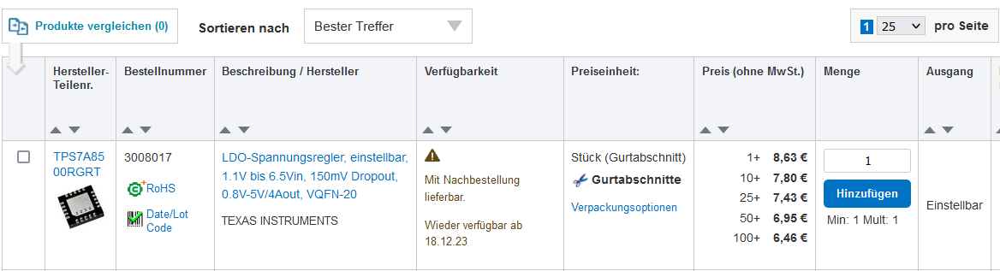 Produkte vergleichen (0)
Sortieren nach
Bester Treffer
1 25 pro Seite
Hersteller-
Teilenr.
Bestellnummer
Beschreibung / Hersteller
Verfügbarkeit
Preiseinheit:
Preis (ohne MwSt.)
Menge
Ausgang
TPS7A85
00RGRT
3008017
RoHS
Date/Lot
Code
LDO-Spannungsregler, einstellbar,
1.1V bis 6.5Vin, 150mV Dropout,
0.8V-5V/4Aout, VQFN-20
TEXAS INSTRUMENTS
Mit Nachbestellung
lieferbar.
Wieder verfügbar ab
18.12.23
Stück (Gurtabschnitt)
Gurtabschnitte
Verpackungsoptionen
1+ 8,63 €
10+ 7,80 €
25+ 7,43 €
50+ 6,95 €
100+ 6,46 €
1
Hinzufügen
Min: 1 Mult: 1
Einstellbar